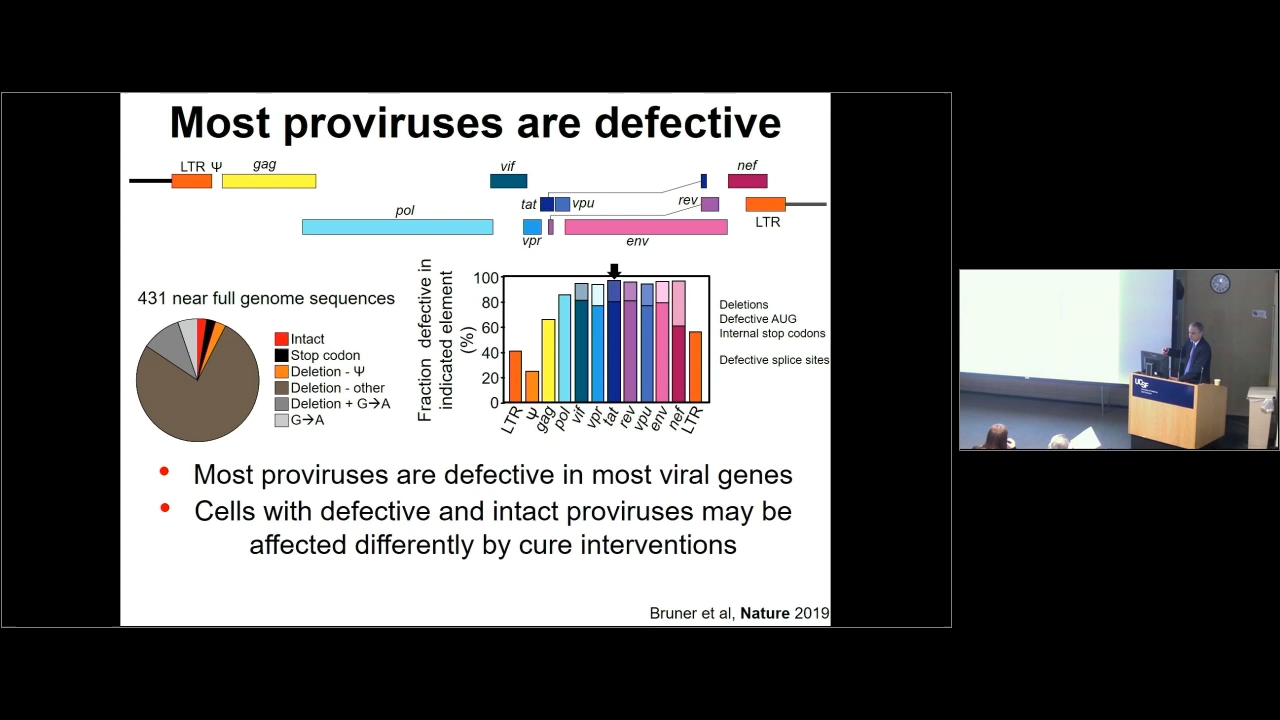 Most proviruses are defective
LTR Ψ gag vif nef
tat vpu rev
pol
LTR
vpr env
431 near full genome sequences
Intact
Stop codon
Deletion - Ψ
Deletion - other
Deletion + G→A
G→A
Fraction defective in
indicated element
(%)
100
80
60
40
20
0
LTR Ψ gag pol vif vpr tat rev vpu env nef LTR
Deletions
Defective AUG
Internal stop codons
Defective splice sites
• Most proviruses are defective in most viral genes
• Cells with defective and intact proviruses may be
affected differently by cure interventions
Bruner et al, Nature 2019
UCSF